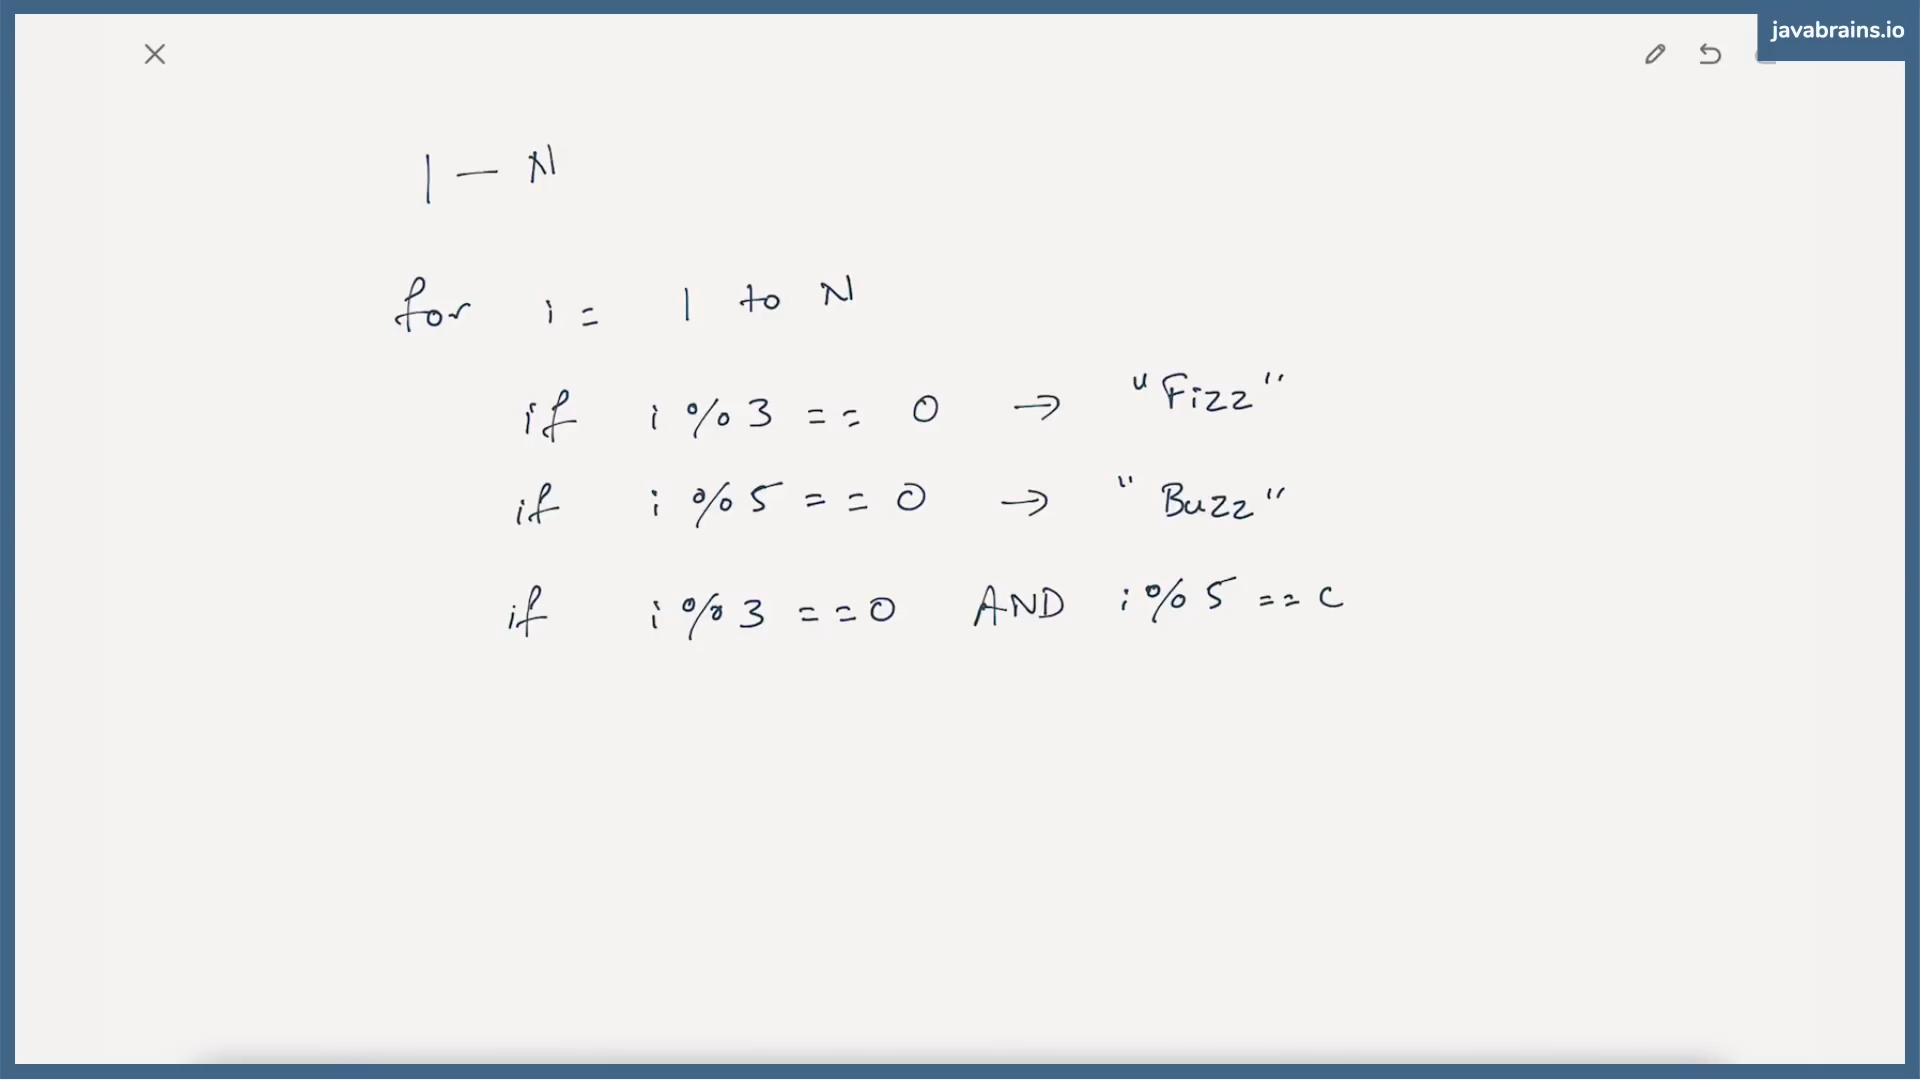 javabrains.io
1 - N
for i = 1 to N
if i % 3 == 0 → "Fizz"
if i % 5 == 0 → "Buzz"
if i % 3 == 0 AND i % 5 == c